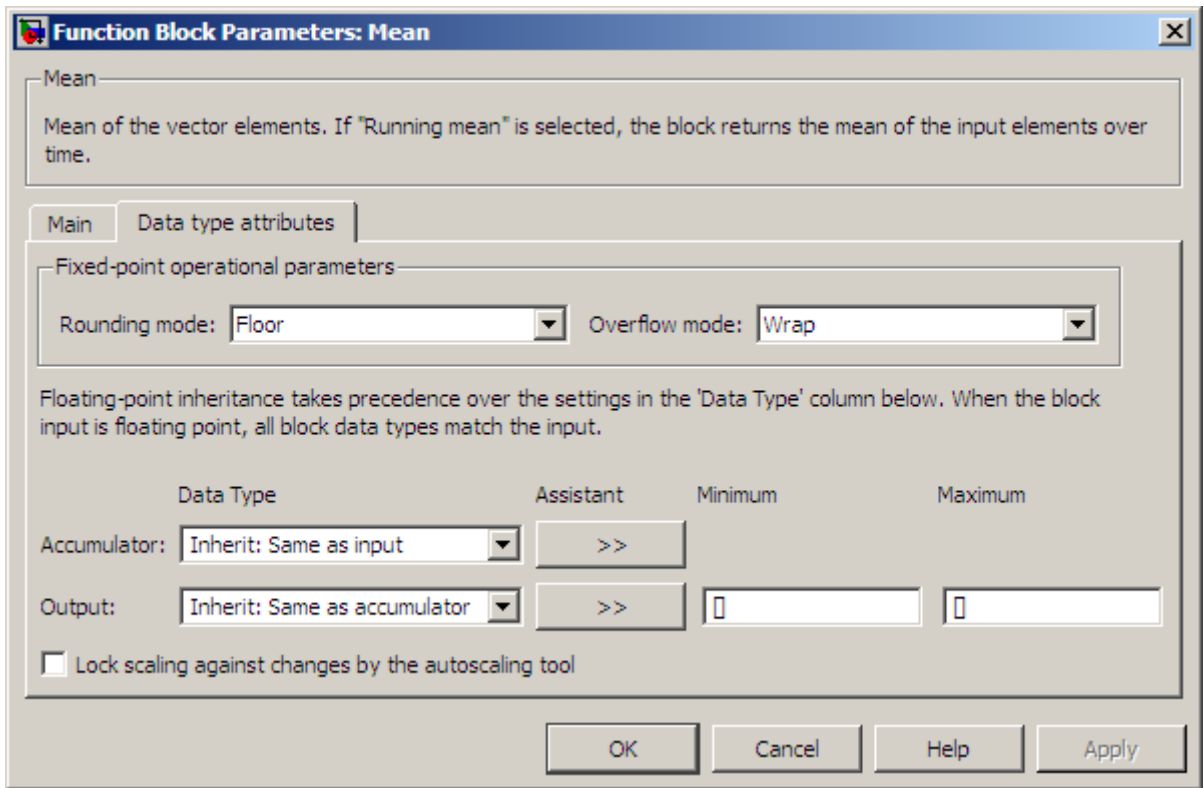 Function Block Parameters: Mean
Mean
Mean of the vector elements. If "Running mean" is selected, the block returns the mean of the input elements over
time.
Main Data type attributes
Fixed-point operational parameters
Rounding mode: Floor Overflow mode: Wrap
Floating-point inheritance takes precedence over the settings in the 'Data Type' column below. When the block
input is floating point, all block data types match the input.
Data Type Assistant Minimum Maximum
Accumulator: Inherit: Same as input >>
Output: Inherit: Same as accumulator >> [] []
Lock scaling against changes by the autoscaling tool
OK Cancel Help Apply